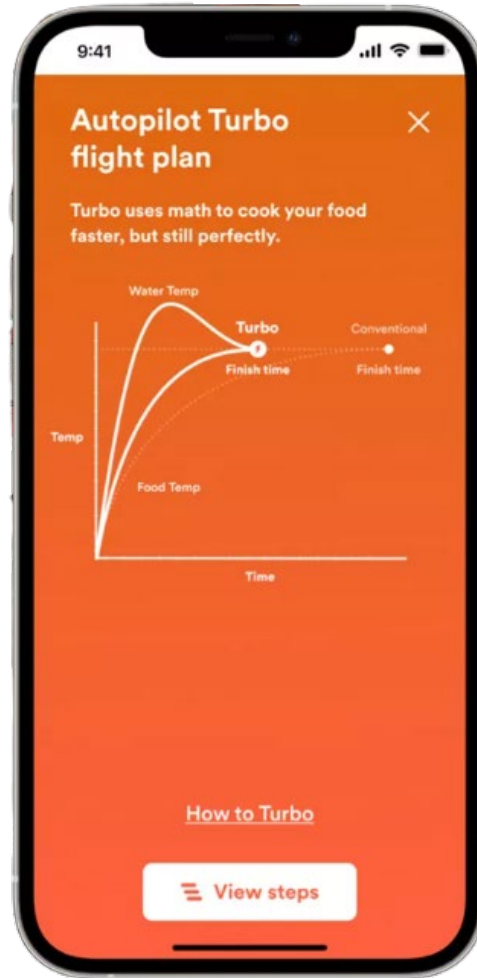 9:41
Autopilot Turbo
flight plan
Turbo uses math to cook your food
faster, but still perfectly.
Water Temp
Turbo
Conventional
Finish time
Finish time
Temp
Food Temp
Time
How to Turbo
View steps